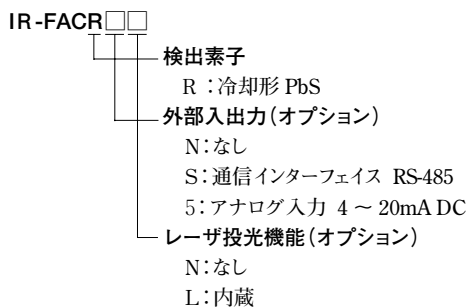 IR-FACR□□
検出素子
R：冷却形 PbS
外部入出力（オプション）
N：なし
S：通信インターフェイス RS-485
5：アナログ入力 4 ～ 20mA DC
レーザ投光機能（オプション）
N：なし
L：内蔵